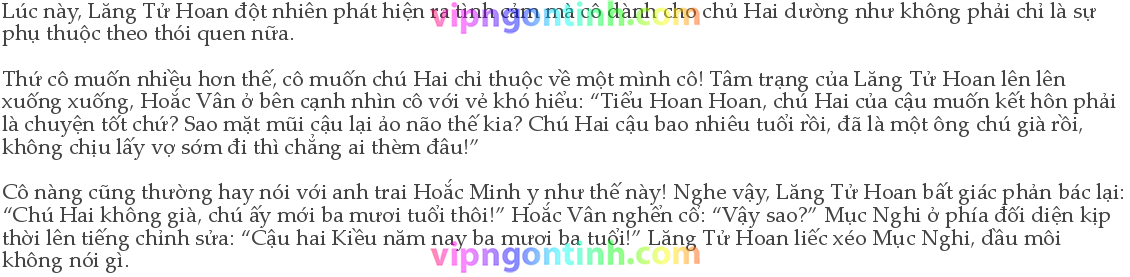 Lúc này, Lăng Tử Hoan đột nhiên phát hiện ra tình cảm mà cô dành cho chú Hai dường như không phải chỉ là sự
phụ thuộc theo thói quen nữa.
Thứ cô muốn nhiều hơn thế, cô muốn chú Hai chỉ thuộc về một mình cô! Tâm trạng của Lăng Tử Hoan lên lên
xuống xuống, Hoắc Vân ở bên cạnh nhìn cô với vẻ khó hiểu: “Tiểu Hoan Hoan, chú Hai của cậu muốn kết hôn phải
là chuyện tốt chứ? Sao mặt mũi cậu lại ảo não thế kia? Chú Hai cậu bao nhiêu tuổi rồi, đã là một ông chú già rồi,
không chịu lấy vợ sớm đi thì chẳng ai thèm đâu!”
Cô nàng cũng thường hay nói với anh trai Hoắc Minh y như thế này! Nghe vậy, Lăng Tử Hoan bất giác phản bác lại:
“Chú Hai không già, chú ấy mới ba mươi tuổi thôi!” Hoắc Vân nghển cổ: “Vậy sao?” Mục Nghi ở phía đối diện kịp
thời lên tiếng chỉnh sửa: “Cậu hai Kiều năm nay ba mươi ba tuổi!” Lăng Tử Hoan liếc xéo Mục Nghi, dầu môi
không nói gì.
vipngontinh.com
vipngontinh.com